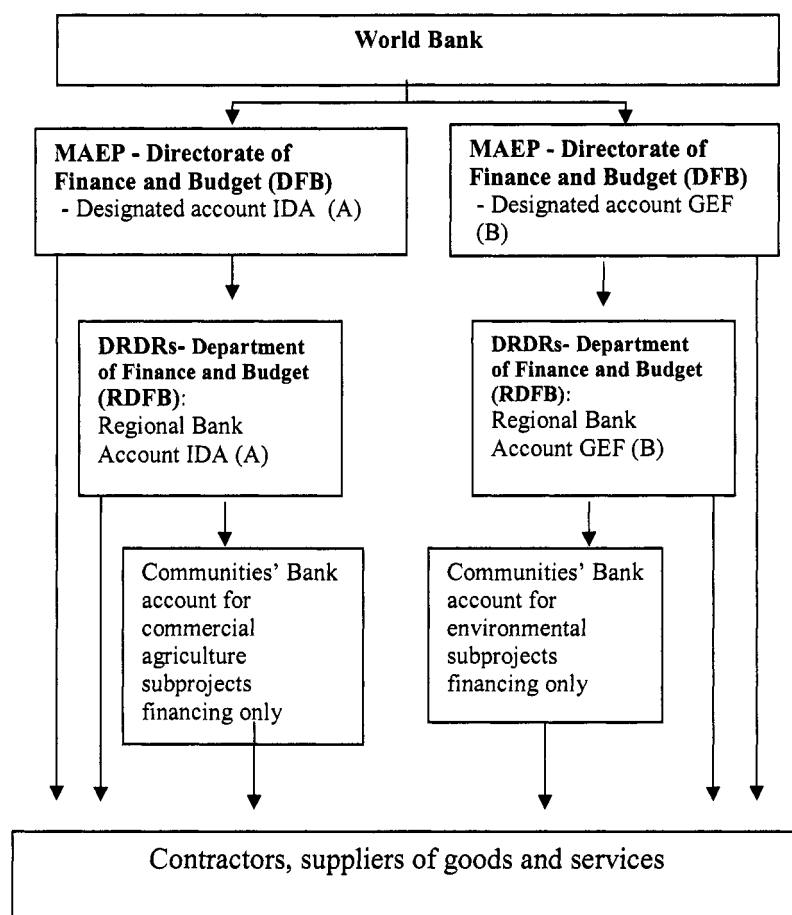 World Bank
MAEP - Directorate of
Finance and Budget (DFB)
- Designated account IDA (A)
MAEP - Directorate of
Finance and Budget (DFB)
- Designated account GEF
(B)
DRDRs- Department
of Finance and Budget
(RDFB):
Regional Bank
Account IDA (A)
DRDRs- Department
of Finance and Budget
(RDFB):
Regional Bank
Account GEF (B)
Communities’ Bank
account for
commercial
agriculture
subprojects
financing only
Communities’ Bank
account for
environmental
subprojects
financing only
Contractors, suppliers of goods and services